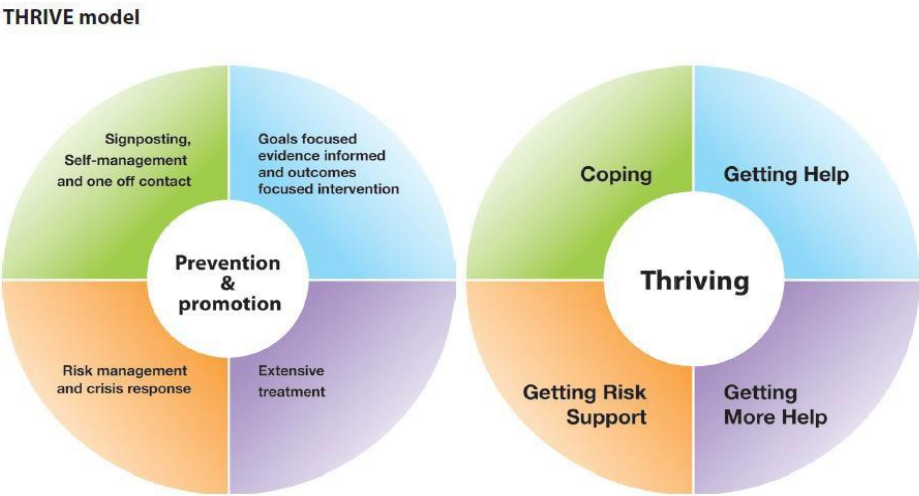 THRIVE model
Signposting,
Self-management
and one off contact
Goals focused
evidence informed
and outcomes
focused intervention
Prevention
&
promotion
Risk management
and crisis response
Extensive
treatment
Coping
Getting Help
Thriving
Getting Risk
Support
Getting
More Help